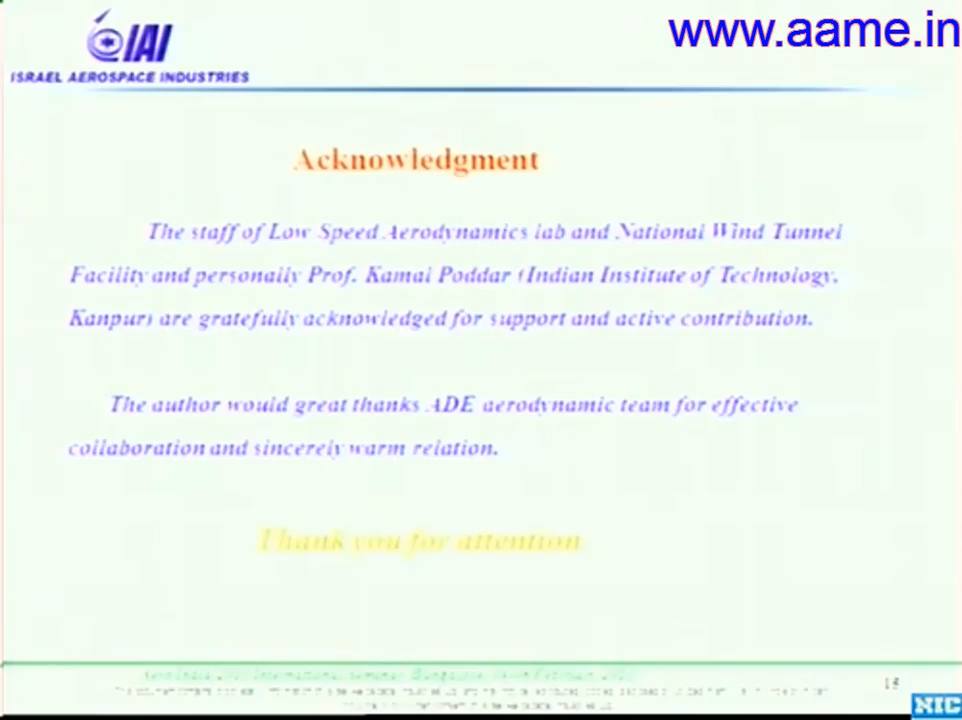 IAI
www.aame.in
ISRAEL AEROSPACE INDUSTRIES
Acknowledgment
The staff of Low Speed Aerodynamics lab and National Wind Tunnel
Facility and personally Prof. Kamal Poddar (Indian Institute of Technology,
Kanpur) are gratefully acknowledged for support and active contribution.
The author would great thanks ADE aerodynamic team for effective
collaboration and sincerely warm relation.
Thank you for attention
15
NIC